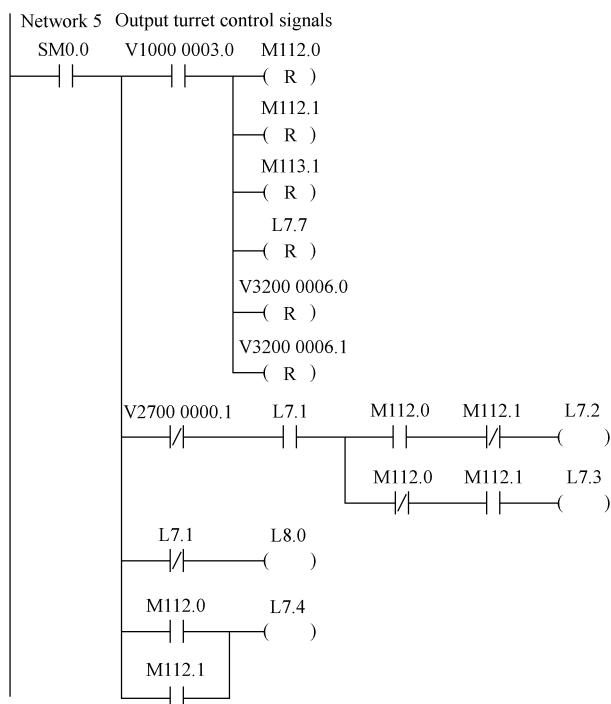 Network 5 Output turret control signals
SM0.0 V1000 0003.0 M112.0
( R )
M112.1
( R )
M113.1
( R )
L7.7
( R )
V3200 0006.0
( R )
V3200 0006.1
( R )
V2700 0000.1 L7.1 M112.0 M112.1 L7.2
M112.0 M112.1 L7.3
L7.1 L8.0
M112.0 L7.4
M112.1